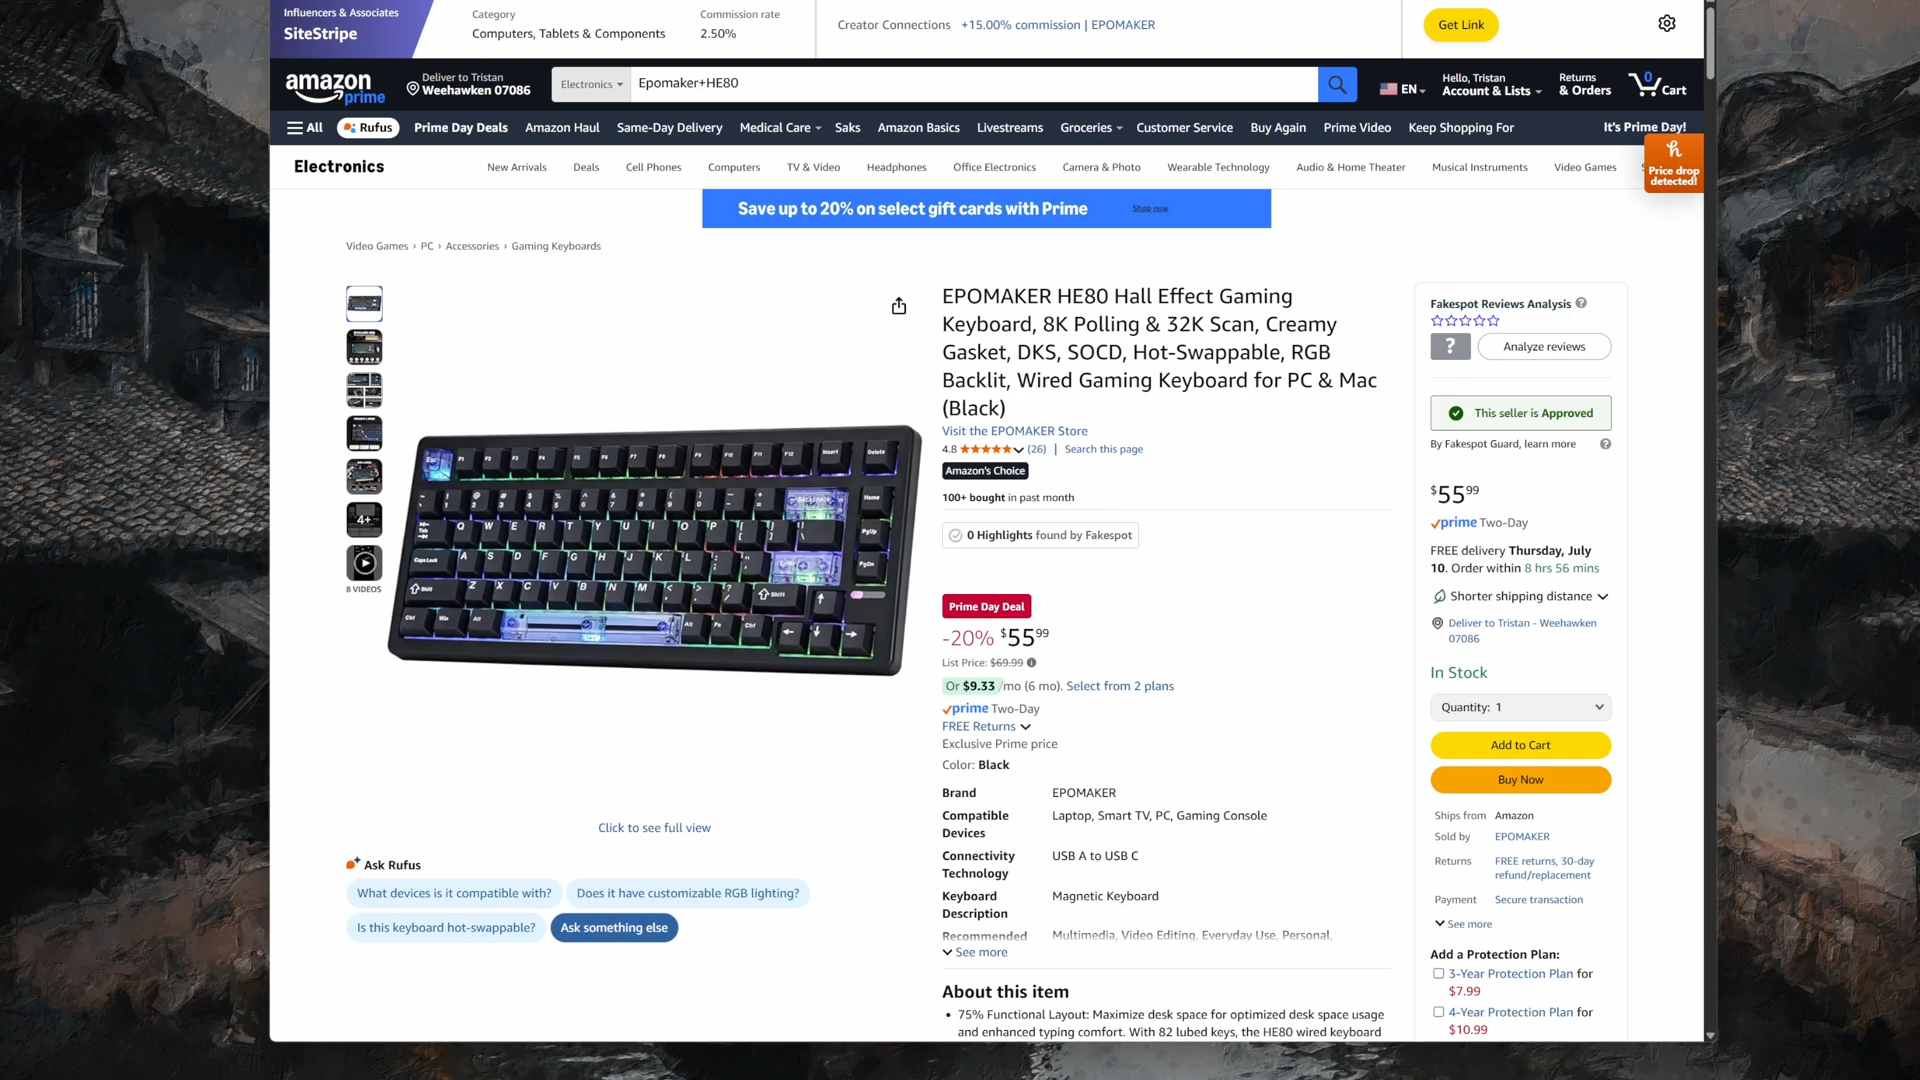 Influencers & Associates
SiteStripe
Category
Computers, Tablets & Components
Commission rate
2.50%
Creator Connections +15.00% commission | EPOMAKER
Get Link
amazon
prime
Deliver to Tristan
Weehawken 07086
Electronics
Epomaker+HE80
EN
Hello, Tristan
Account & Lists
Returns
& Orders
0
Cart
All
Rufus
Prime Day Deals
Amazon Haul
Same-Day Delivery
Medical Care
Saks
Amazon Basics
Livestreams
Groceries
Customer Service
Buy Again
Prime Video
Keep Shopping For
It's Prime Day!
Electronics
New Arrivals
Deals
Cell Phones
Computers
TV & Video
Headphones
Office Electronics
Camera & Photo
Wearable Technology
Audio & Home Theater
Musical Instruments
Video Games
Price drop
detected!
Save up to 20% on select gift cards with Prime
Shop now
Video Games › PC › Accessories › Gaming Keyboards
4+
8 VIDEOS
Click to see full view
Ask Rufus
What devices is it compatible with?
Does it have customizable RGB lighting?
Is this keyboard hot-swappable?
Ask something else
EPOMAKER HE80 Hall Effect Gaming
Keyboard, 8K Polling & 32K Scan, Creamy
Gasket, DKS, SOCD, Hot-Swappable, RGB
Backlit, Wired Gaming Keyboard for PC & Mac
(Black)
Visit the EPOMAKER Store
4.8 (26) | Search this page
Amazon's Choice
100+ bought in past month
0 Highlights found by Fakespot
Prime Day Deal
-20% $55 99
List Price: $69.99
Or $9.33 /mo (6 mo). Select from 2 plans
prime Two-Day
FREE Returns
Exclusive Prime price
Color: Black
Brand EPOMAKER
Compatible Devices Laptop, Smart TV, PC, Gaming Console
Connectivity Technology USB A to USB C
Keyboard Description Magnetic Keyboard
Recommended Multimedia, Video Editing, Everyday Use, Personal,
See more
About this item
• 75% Functional Layout: Maximize desk space for optimized desk space usage
and enhanced typing comfort. With 82 lubed keys, the HE80 wired keyboard
Fakespot Reviews Analysis
?
Analyze reviews
This seller is Approved
By Fakespot Guard, learn more
$55 99
prime Two-Day
FREE delivery Thursday, July
10. Order within 8 hrs 56 mins
Shorter shipping distance
Deliver to Tristan - Weehawken
07086
In Stock
Quantity: 1
Add to Cart
Buy Now
Ships from Amazon
Sold by EPOMAKER
Returns FREE returns, 30-day
refund/replacement
Payment Secure transaction
See more
Add a Protection Plan:
3-Year Protection Plan for
$7.99
4-Year Protection Plan for
$10.99